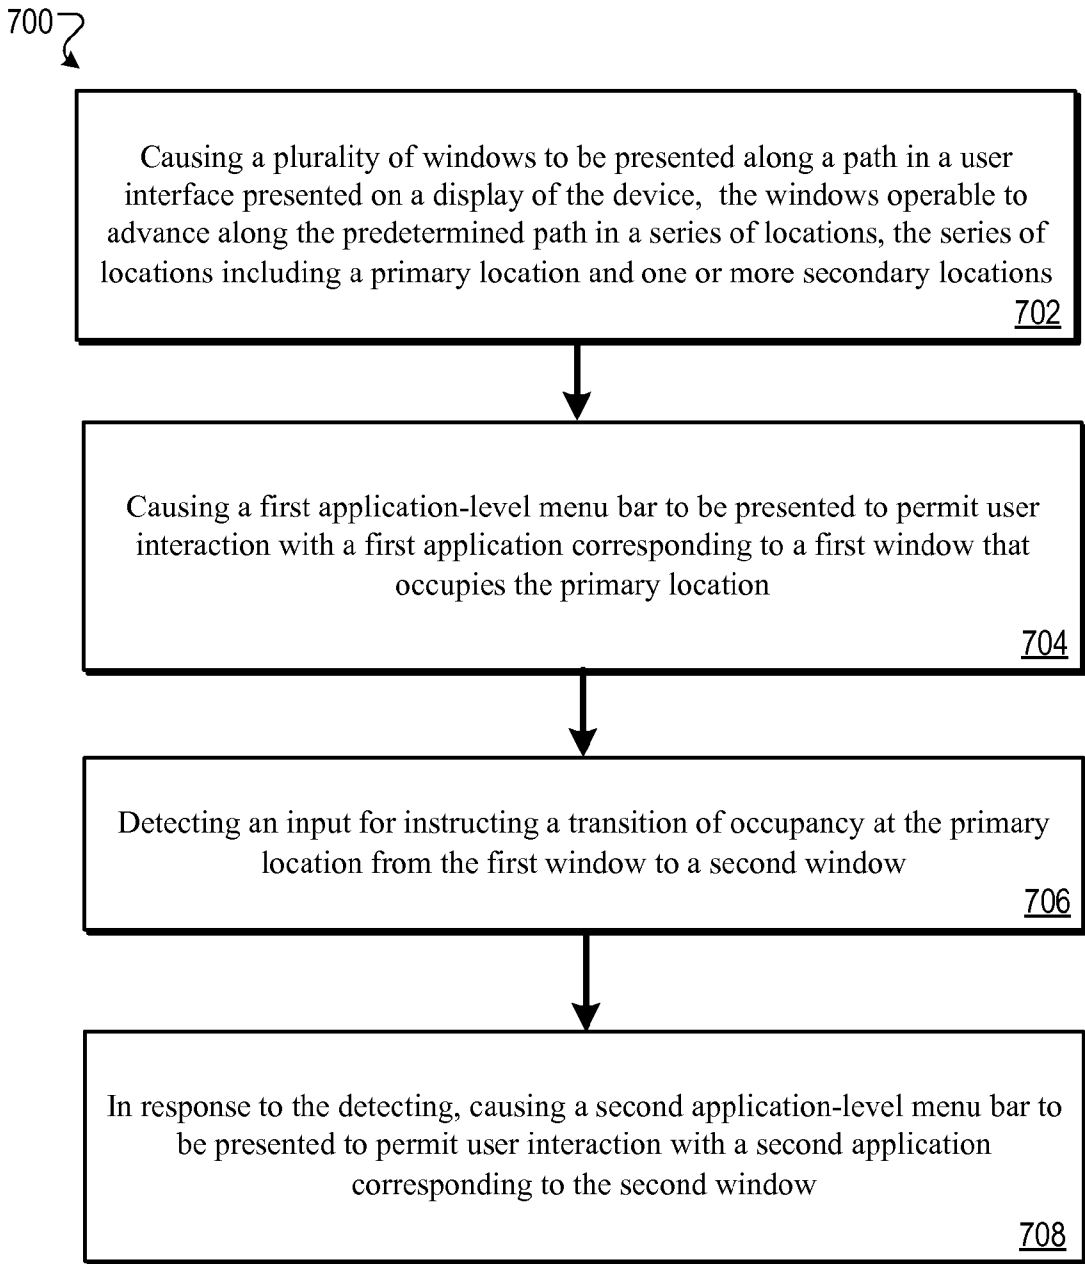 700
Causing a plurality of windows to be presented along a path in a user
interface presented on a display of the device, the windows operable to
advance along the predetermined path in a series of locations, the series of
locations including a primary location and one or more secondary locations
702
Causing a first application-level menu bar to be presented to permit user
interaction with a first application corresponding to a first window that
occupies the primary location
704
Detecting an input for instructing a transition of occupancy at the primary
location from the first window to a second window
706
In response to the detecting, causing a second application-level menu bar to
be presented to permit user interaction with a second application
corresponding to the second window
708